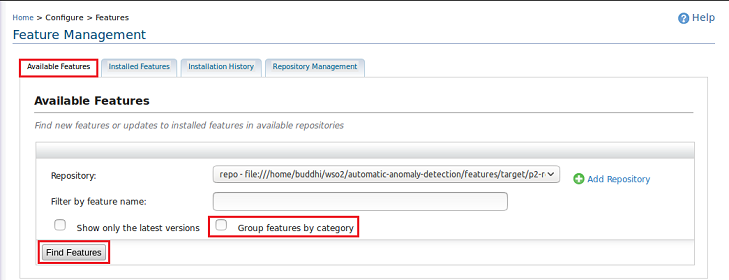 Home > Configure > Features
Help
Feature Management
Available Features Installed Features Installation History Repository Management
Available Features
Find new features or updates to installed features in available repositories
Repository: repo - file:///home/buddhi/wso2/automatic-anomaly-detection/features/target/p2-r Add Repository
Filter by feature name:
Show only the latest versions Group features by category
Find Features